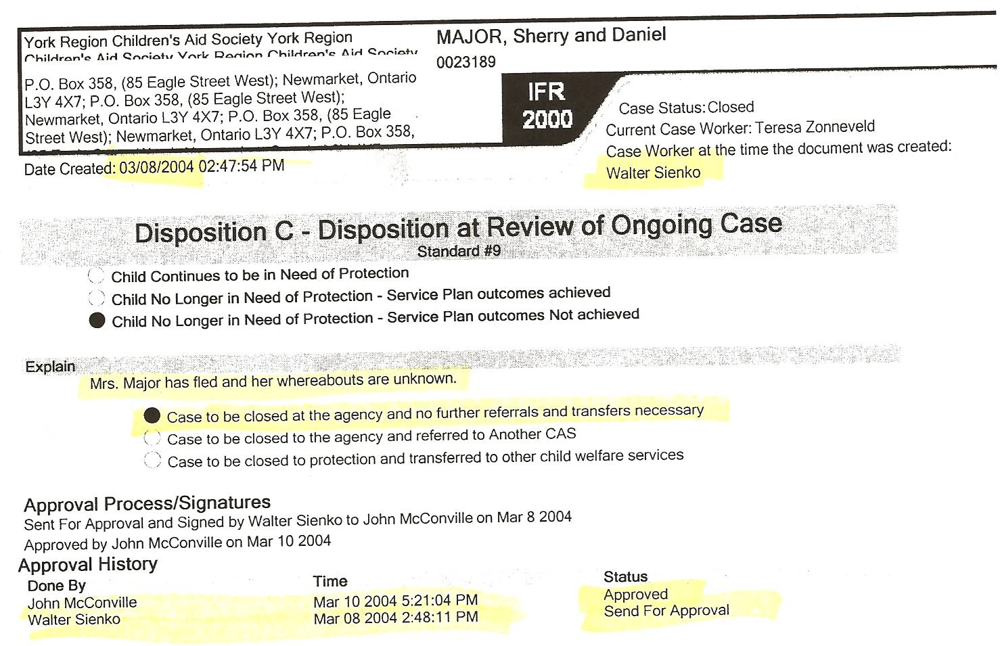 York Region Children's Aid Society York Region
Children's Aid Society York Region Children's Aid Society
P.O. Box 358, (85 Eagle Street West); Newmarket, Ontario
L3Y 4X7; P.O. Box 358, (85 Eagle Street West);
Newmarket, Ontario L3Y 4X7; P.O. Box 358, (85 Eagle
Street West); Newmarket, Ontario L3Y 4X7; P.O. Box 358,
MAJOR, Sherry and Daniel
0023189
IFR
2000
Case Status: Closed
Current Case Worker: Teresa Zonneveld
Case Worker at the time the document was created:
Walter Sienko
Date Created: 03/08/2004 02:47:54 PM
Disposition C - Disposition at Review of Ongoing Case
Standard #9
Child Continues to be in Need of Protection
Child No Longer in Need of Protection - Service Plan outcomes achieved
Child No Longer in Need of Protection - Service Plan outcomes Not achieved
Explain
Mrs. Major has fled and her whereabouts are unknown.
Case to be closed at the agency and no further referrals and transfers necessary
Case to be closed to the agency and referred to Another CAS
Case to be closed to protection and transferred to other child welfare services
Approval Process/Signatures
Sent For Approval and Signed by Walter Sienko to John McConville on Mar 8 2004
Approved by John McConville on Mar 10 2004
Approval History
Done By Time Status
John McConville Mar 10 2004 5:21:04 PM Approved
Walter Sienko Mar 08 2004 2:48:11 PM Send For Approval